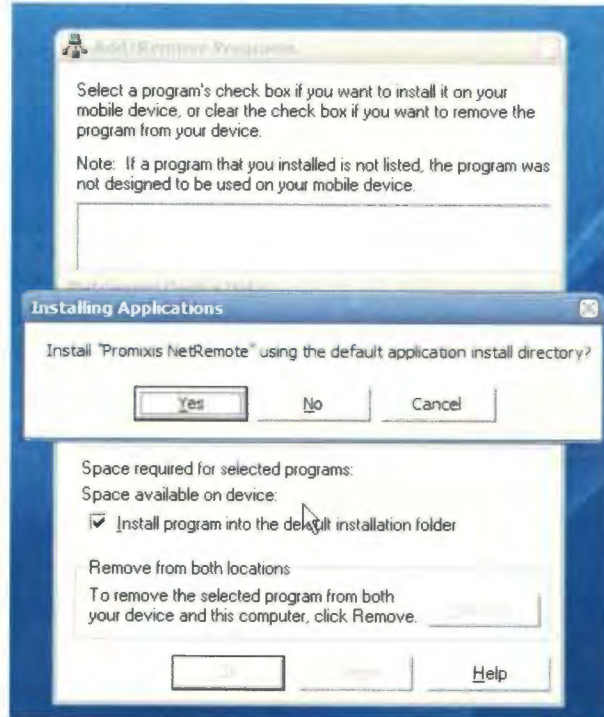 Add/Remove Programs
Select a program's check box if you want to install it on your
mobile device, or clear the check box if you want to remove the
program from your device.
Note: If a program that you installed is not listed, the program was
not designed to be used on your mobile device.
Installing Applications
Install "Promixis NetRemote" using the default application install directory?
Yes
No
Cancel
Space required for selected programs:
Space available on device:
Install program into the default installation folder
Remove from both locations
To remove the selected program from both
your device and this computer, click Remove.
Help